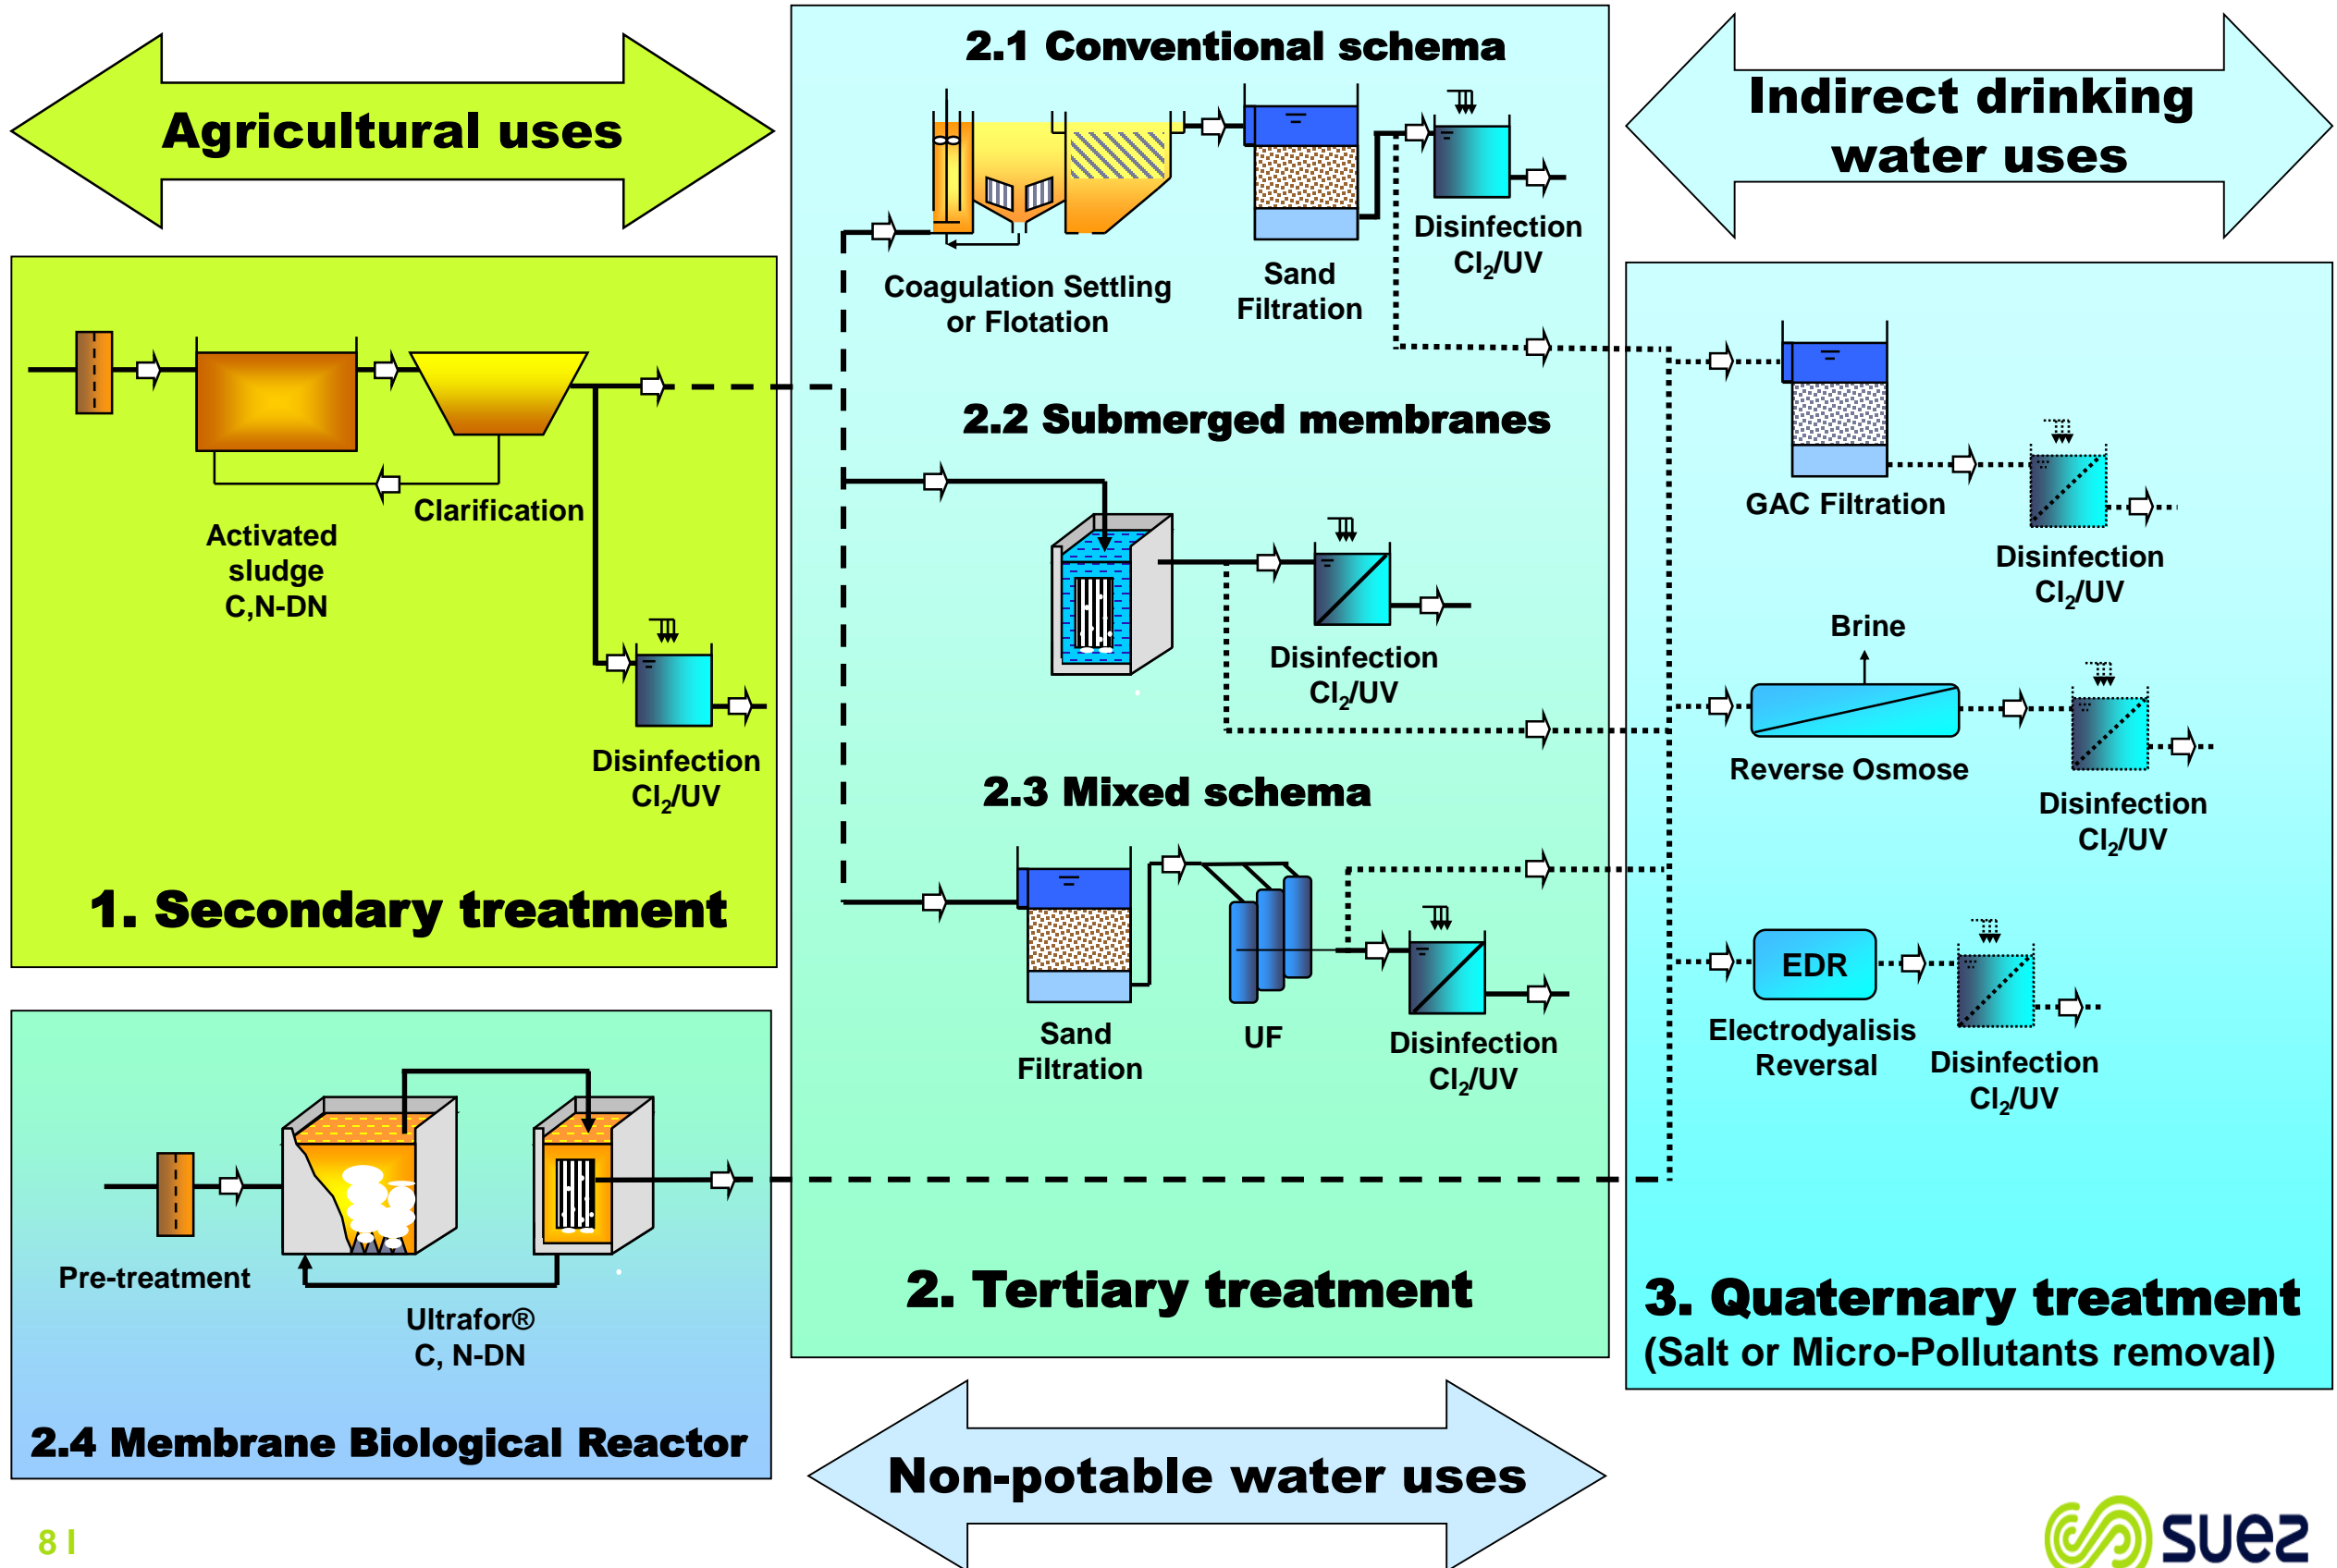 Agricultural uses
2.1 Conventional schema
Coagulation Settling
or Flotation
Sand
Filtration
Disinfection
Cl₂/UV
Indirect drinking
water uses
Activated
sludge
C,N-DN
Clarification
Disinfection
Cl₂/UV
1. Secondary treatment
2.2 Submerged membranes
Disinfection
Cl₂/UV
2.3 Mixed schema
Sand
Filtration
UF
Disinfection
Cl₂/UV
2. Tertiary treatment
GAC Filtration
Disinfection
Cl₂/UV
Brine
Reverse Osmose
Disinfection
Cl₂/UV
EDR
Electrodyalisis
Reversal
Disinfection
Cl₂/UV
3. Quaternary treatment
(Salt or Micro-Pollutants removal)
Pre-treatment
Ultrafor®
C, N-DN
2.4 Membrane Biological Reactor
Non-potable water uses
8 I
suez